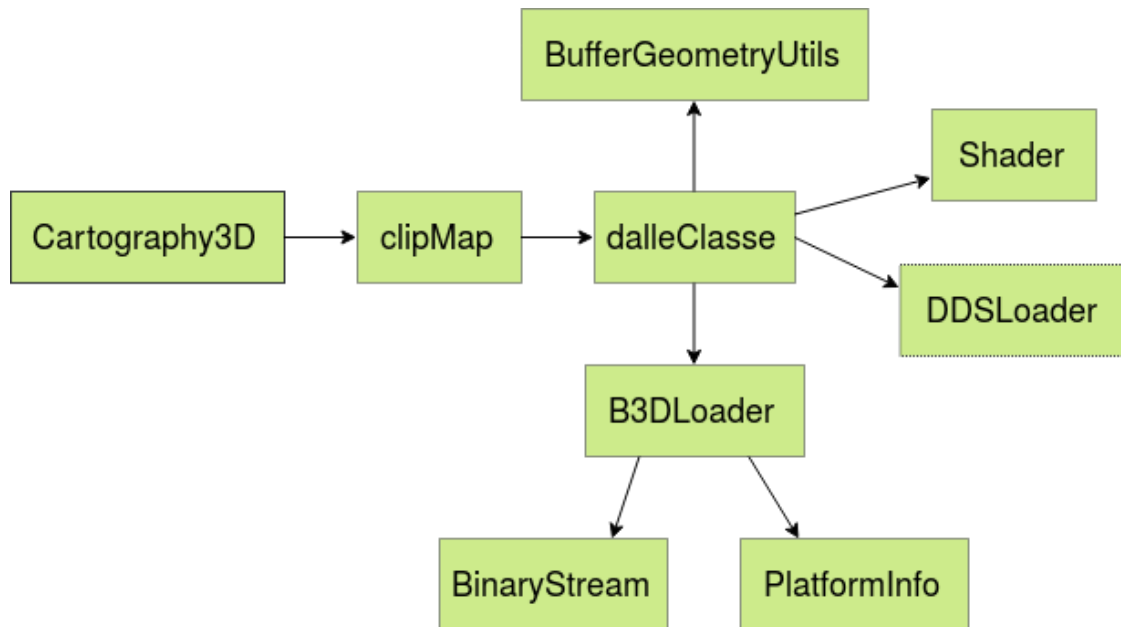 BufferGeometryUtils
Shader
Cartography3D
clipMap
dalleClasse
DDSLoader
B3DLoader
BinaryStream
PlatformInfo